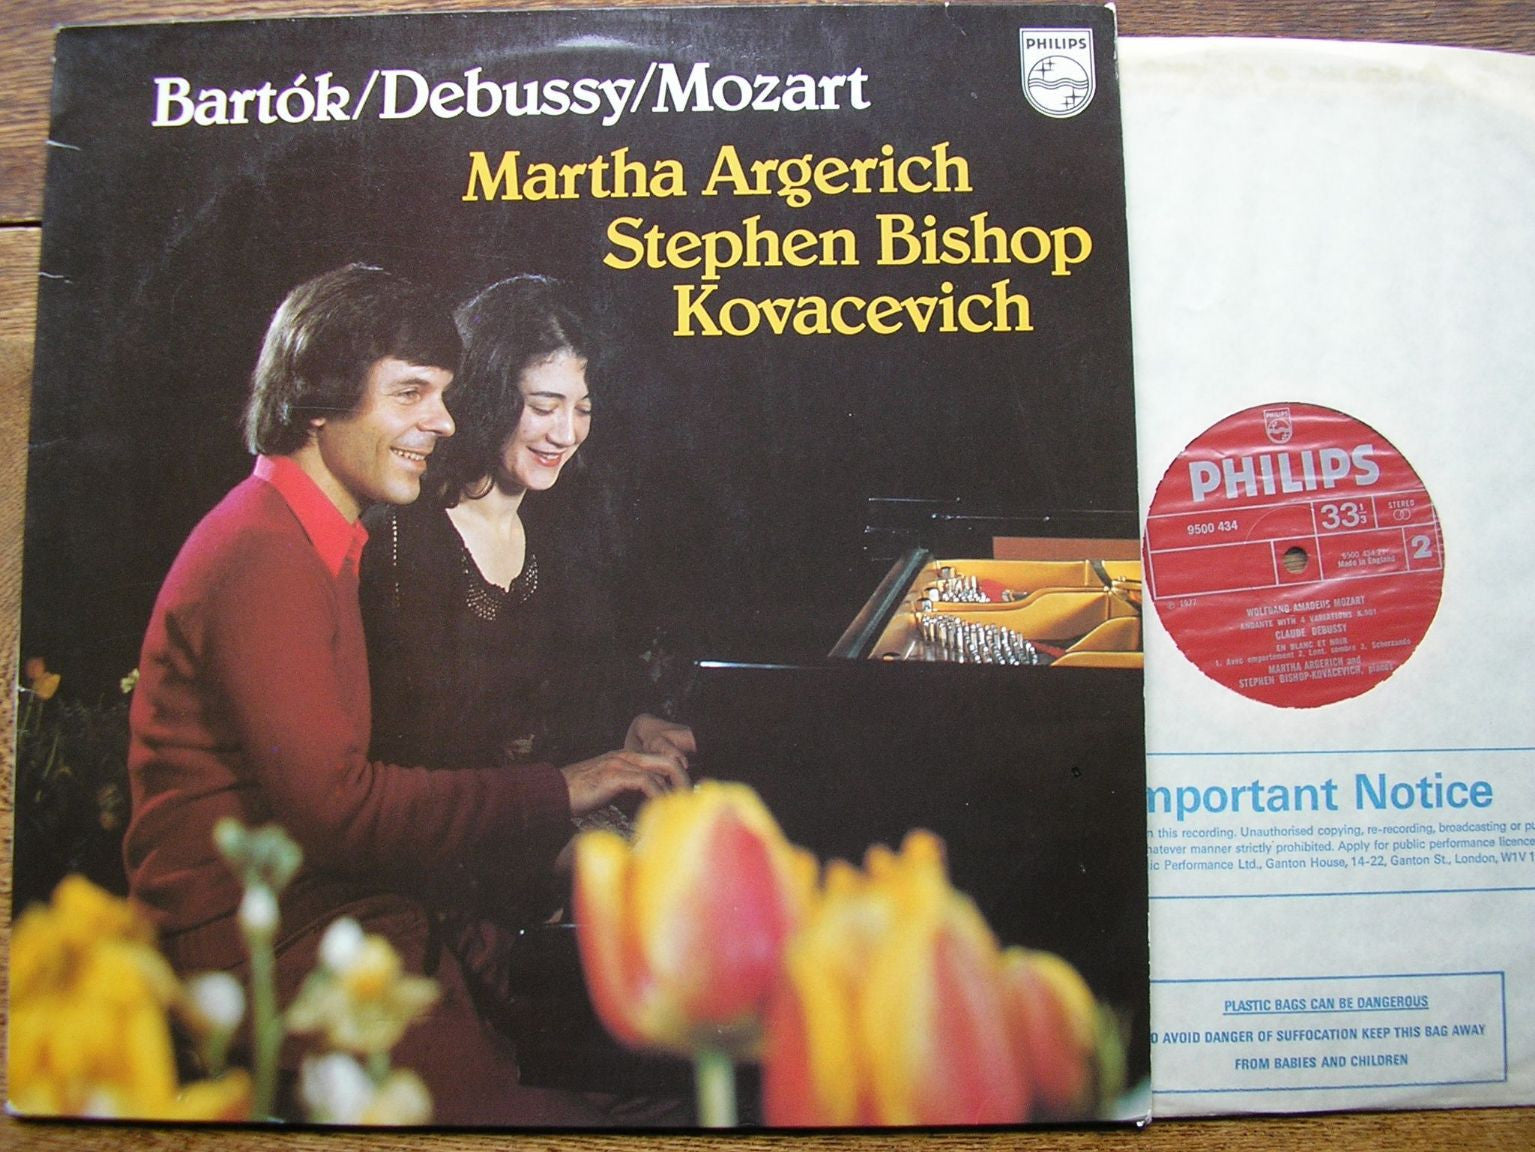 Bartók/Debussy/Mozart
PHILIPS
Martha Argerich
Stephen Bishop
Kovacevich
PHILIPS
PHILIPS
9500 434
33⅓
STEREO
9500 434.2Y
Made in England
2
℗ 1977
WOLFGANG AMADEUS MOZART
ANDANTE WITH 4 VARIATIONS K.501
CLAUDE DEBUSSY
EN BLANC ET NOIR
1. Avec emportement 2. Lent. sombre 3. Scherzando
MARTHA ARGERICH and
STEPHEN BISHOP-KOVACEVICH, pianos
mportant Notice
n this recording. Unauthorised copying, re-recording, broadcasting or pu
hatever manner strictly prohibited. Apply for public performance licence
ic Performance Ltd., Ganton House, 14-22, Ganton St., London, W1V 1
PLASTIC BAGS CAN BE DANGEROUS
O AVOID DANGER OF SUFFOCATION KEEP THIS BAG AWAY
FROM BABIES AND CHILDREN